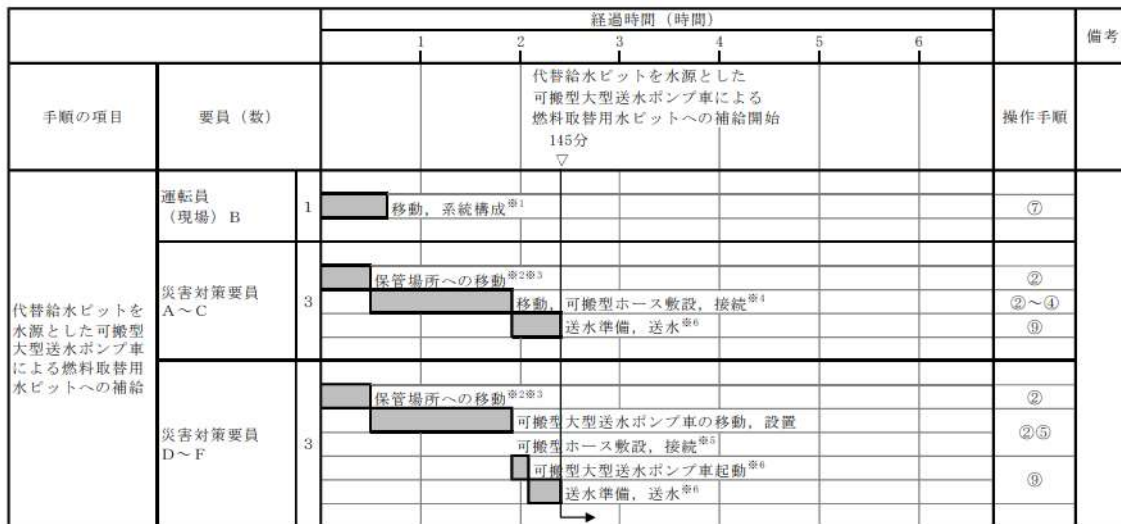 経過時間（時間）
備考
1 2 3 4 5 6
手順の項目
要員（数）
代替給水ピットを水源とした
可搬型大型送水ポンプ車による
燃料取替用水ピットへの補給開始
145分
▽
操作手順
代替給水ピットを
水源とした可搬型
大型送水ポンプ車
による燃料取替用
水ピットへの補給
運転員
（現場）B
1
移動，系統構成※1
⑦
災害対策要員
A～C
3
保管場所への移動※2※3
②
移動，可搬型ホース敷設，接続※4
②～④
送水準備，送水※6
⑨
災害対策要員
D～F
3
保管場所への移動※2※3
②
可搬型大型送水ポンプ車の移動，設置
可搬型ホース敷設，接続※5
②⑤
可搬型大型送水ポンプ車起動※6
送水準備，送水※6
⑨